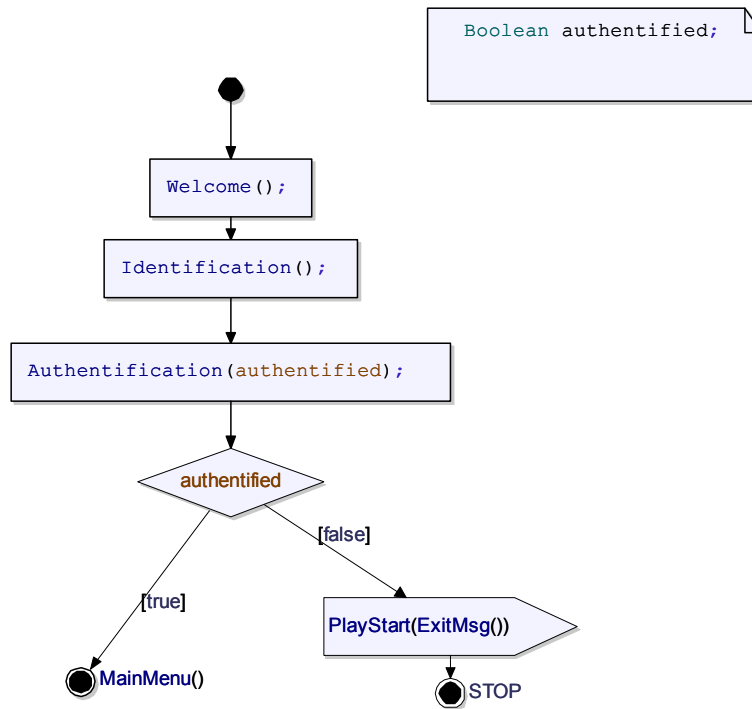 Boolean authentified;
Welcome();
Identification();
Authentification(authentified);
authentified
[false]
[true]
PlayStart(ExitMsg())
MainMenu()
STOP